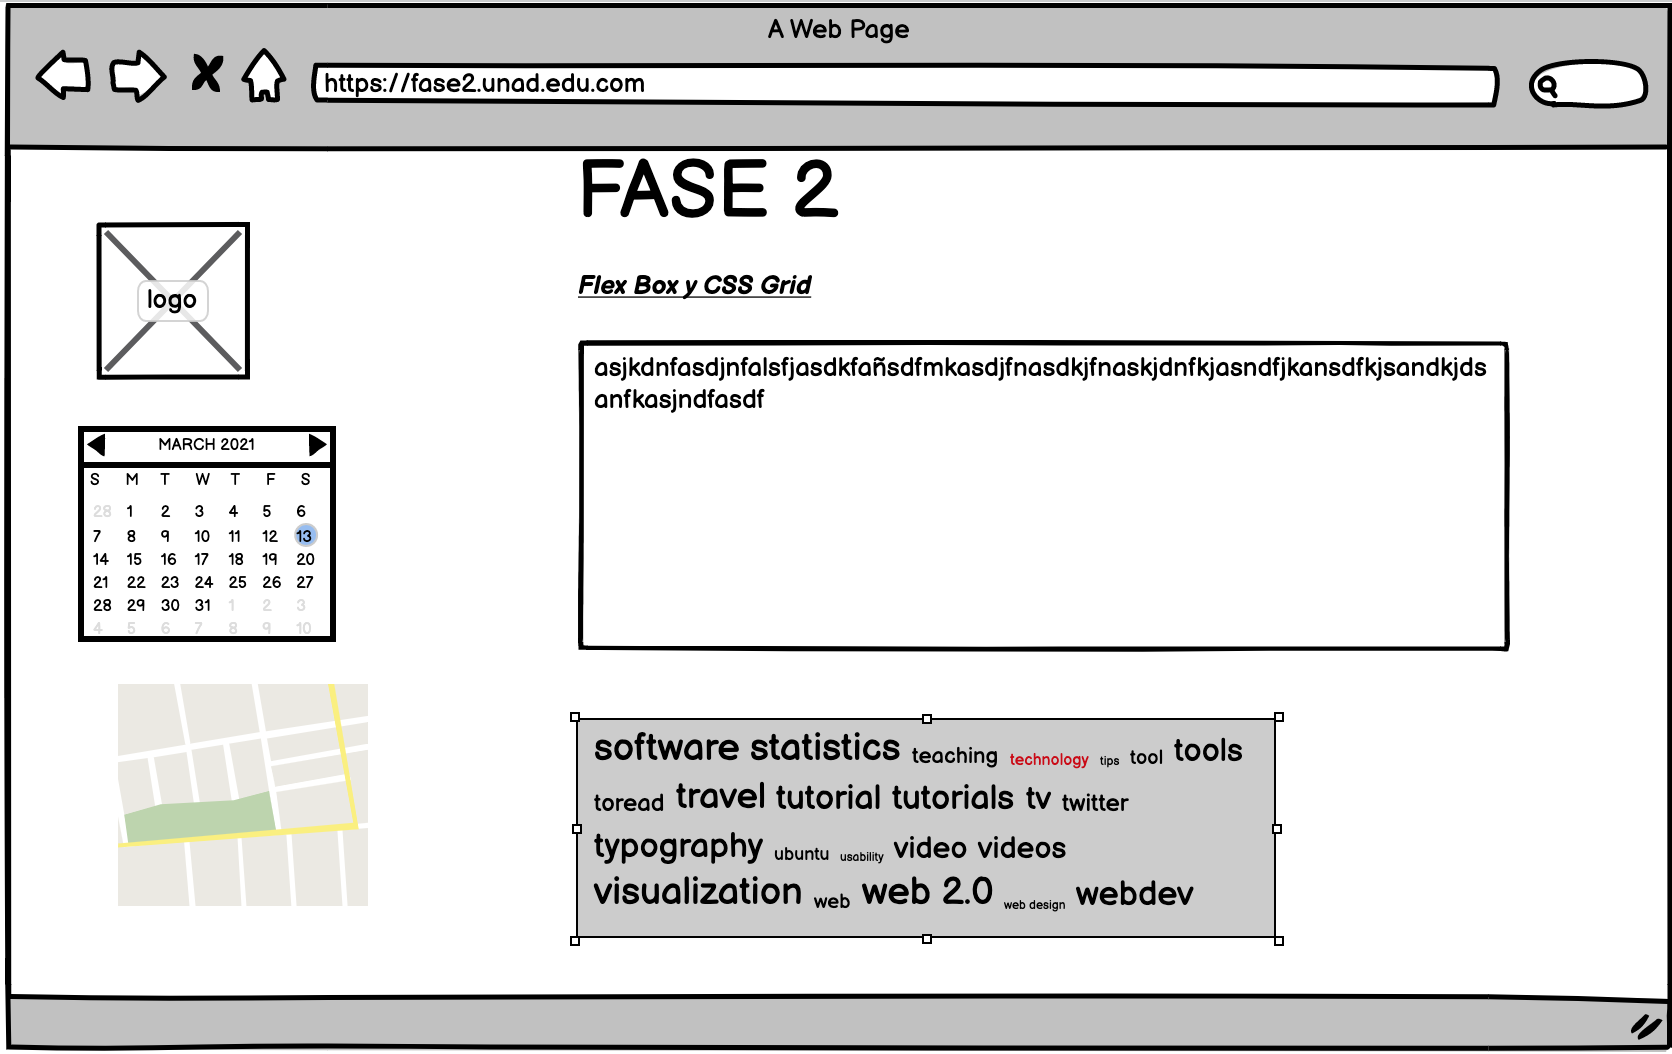 A Web Page
https://fase2.unad.edu.com
FASE 2
logo
Flex Box y CSS Grid
asjkdnfasdjnfalsfjasdkfañsdfmkasdjfnasdkjfnaskjdnfkjasndfjkansdfkjsandkjds
anfkasjndfasdf
MARCH 2021
S M T W T F S
28 1 2 3 4 5 6
7 8 9 10 11 12 13
14 15 16 17 18 19 20
21 22 23 24 25 26 27
28 29 30 31 1 2 3
4 5 6 7 8 9 10
software statistics teaching technology tips tool tools
toread travel tutorial tutorials tv twitter
typography ubuntu usability video videos
visualization web web 2.0 web design webdev